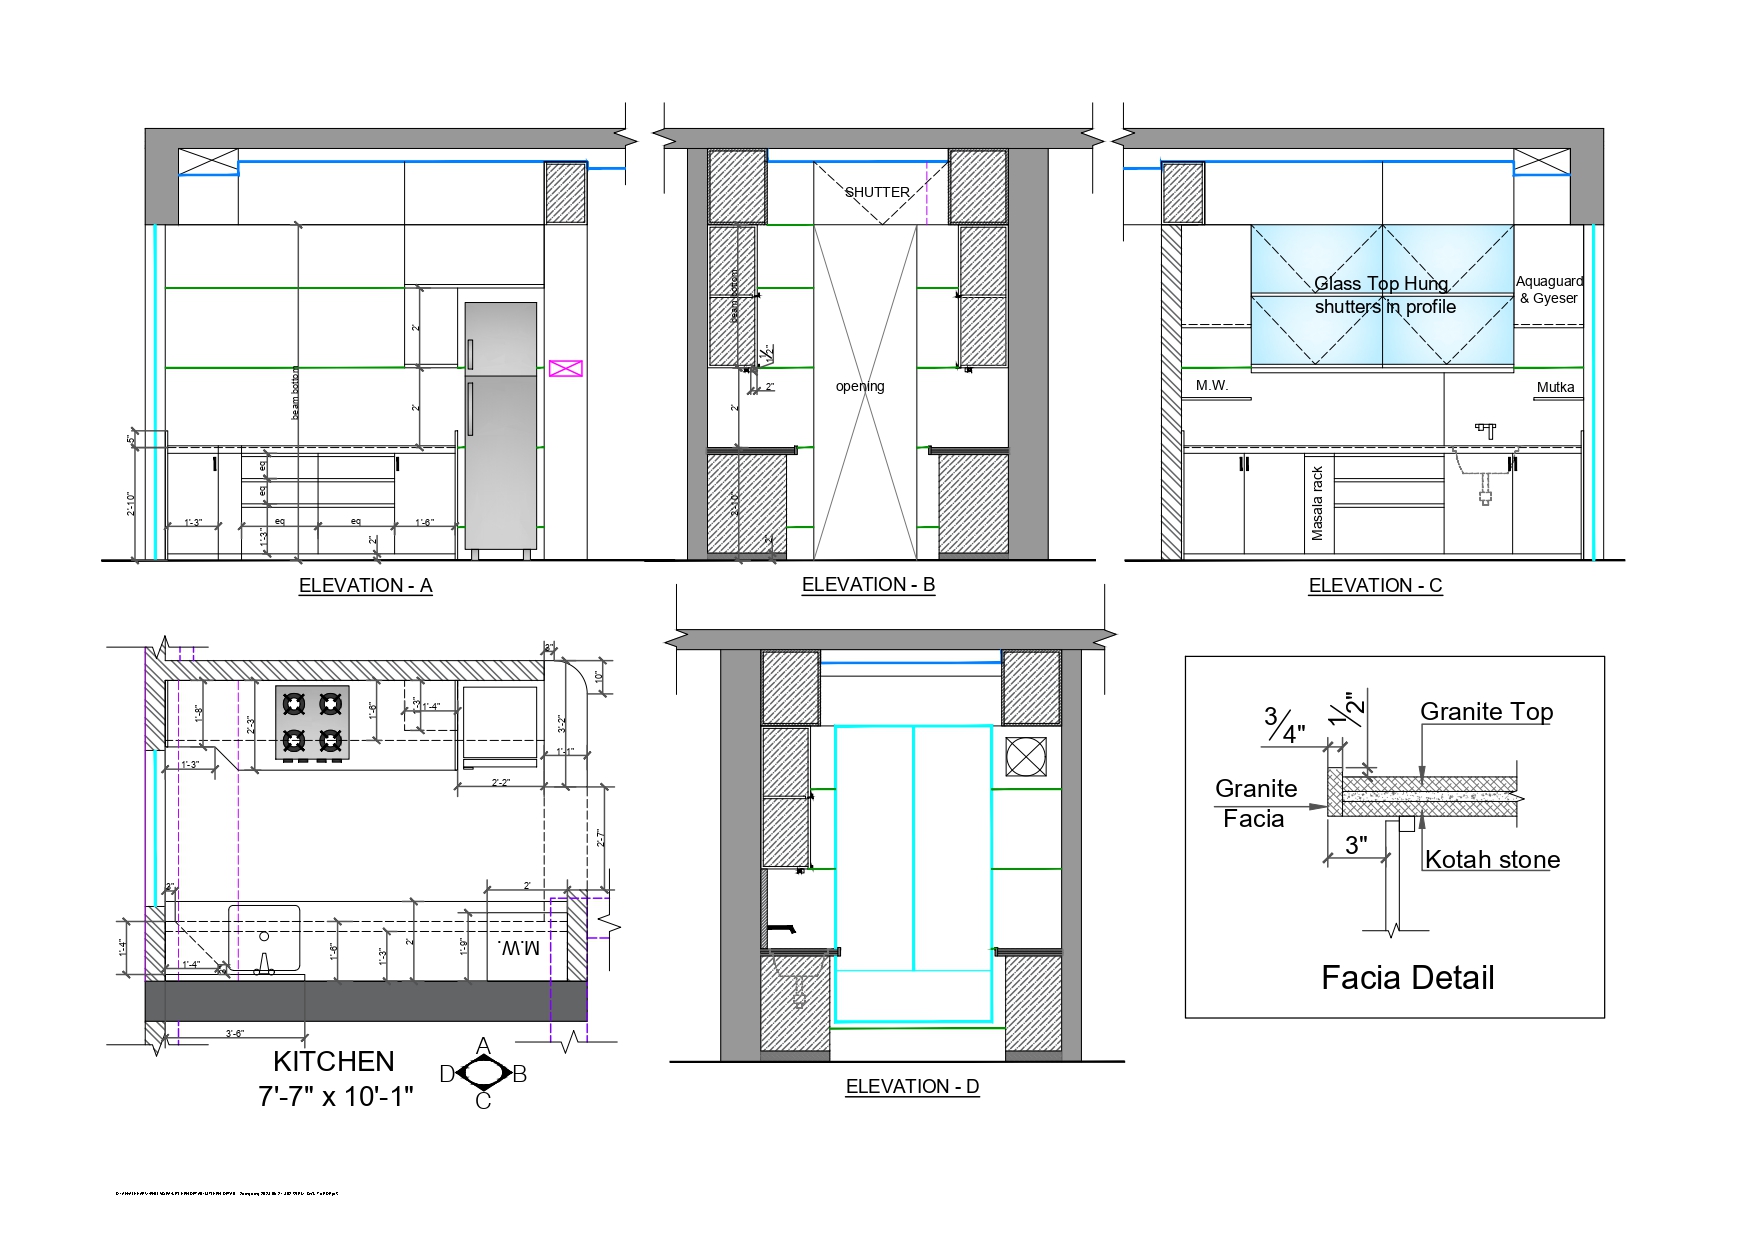 SHUTTER
beam bottom
2'
2'
5"
2'-10"
1'-3"
eq
eq
eq
eq
1'-3"
2"
1'-6"
ELEVATION - A
beam bottom
1/2"
2"
2'
opening
2'-10"
2"
ELEVATION - B
Glass Top Hung
shutters in profile
Aquaguard
& Gyeser
M.W.
Mutka
Masala rack
ELEVATION - C
3"
10"
1'-8"
2'-3"
1'-6"
1'-3"
1'-4"
3'-2"
1'-1"
1'-3"
2'-2"
2'-7"
3"
2'
1'-4"
1'-4"
1'-6"
1'-3"
2'
1'-9"
M.W.
3'-6"
KITCHEN
7'-7" x 10'-1"
A
D
B
C
ELEVATION - D
3/4"
1/2"
Granite Top
Granite
Facia
3"
Kotah stone
Facia Detail